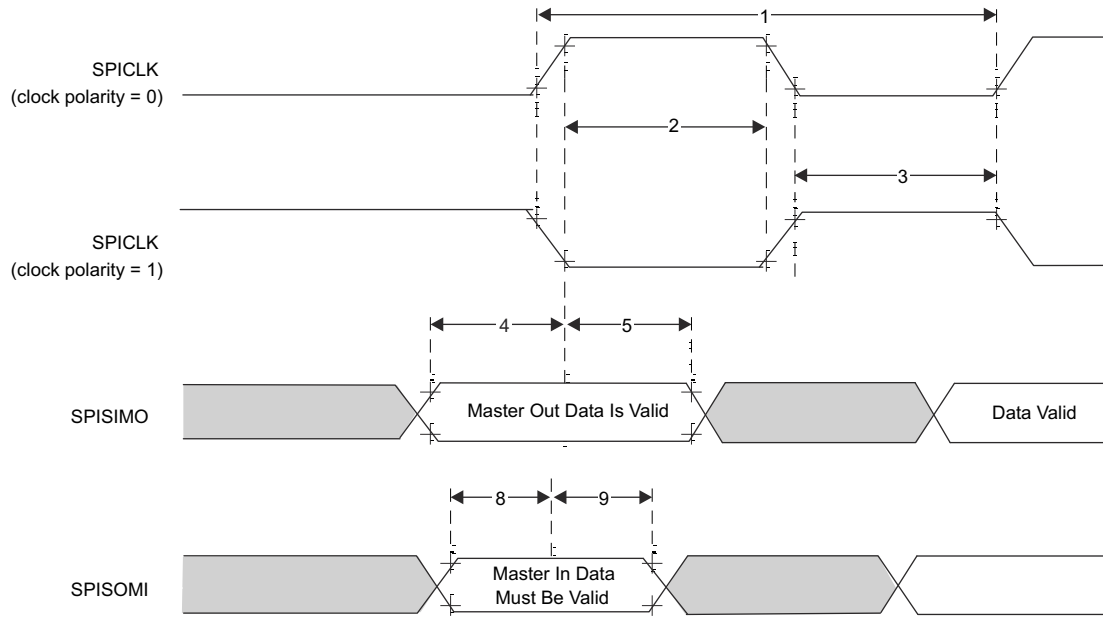 1
SPICLK
(clock polarity = 0)
2
3
SPICLK
(clock polarity = 1)
4
5
Master Out Data Is Valid
Data Valid
SPISIMO
8
9
Master In Data
Must Be Valid
SPISOMI